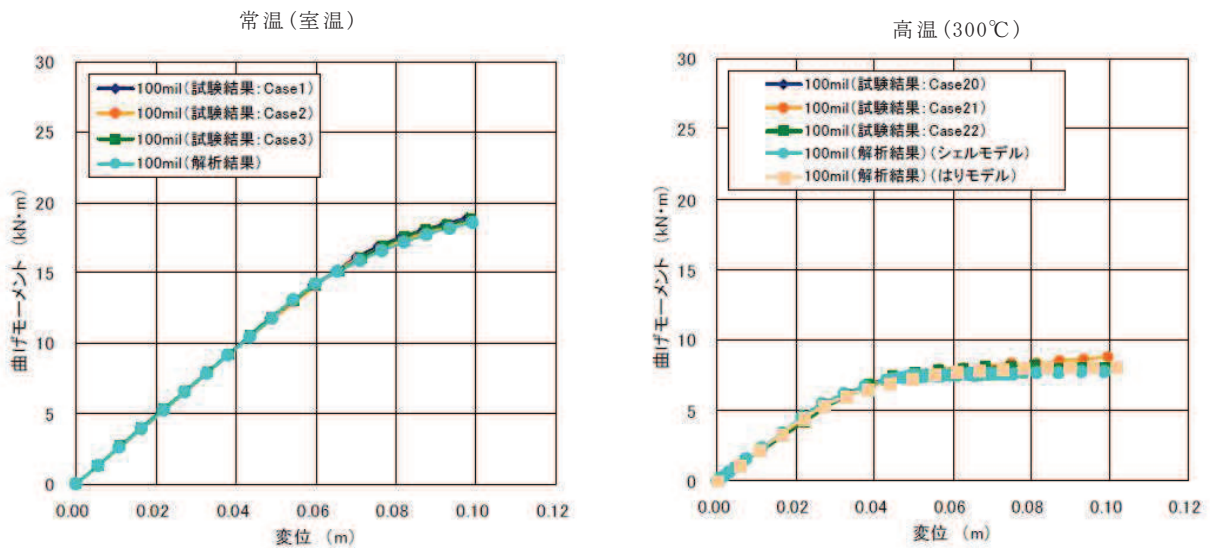 常温(室温)
30
25
20
15
10
5
0
曲げモーメント (kN・m)
100mil(試験結果:Case1)
100mil(試験結果:Case2)
100mil(試験結果:Case3)
100mil(解析結果)
0.00 0.02 0.04 0.06 0.08 0.10 0.12
変位 (m)
高温(300℃)
30
25
20
15
10
5
0
曲げモーメント (kN・m)
100mil(試験結果:Case20)
100mil(試験結果:Case21)
100mil(試験結果:Case22)
100mil(解析結果)(シェルモデル)
100mil(解析結果)(はりモデル)
0.00 0.02 0.04 0.06 0.08 0.10 0.12
変位 (m)